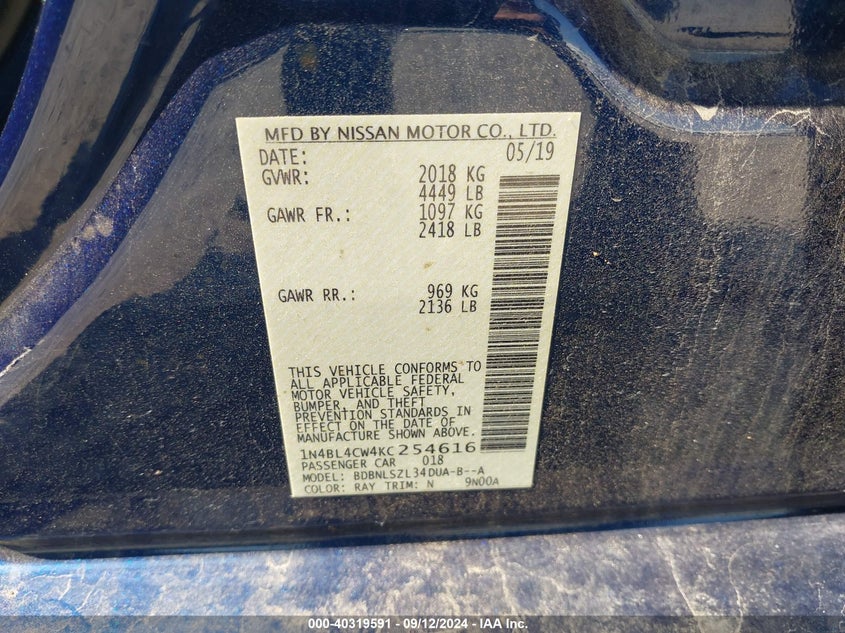 MFD BY NISSAN MOTOR CO., LTD.
DATE: 05/19
GVWR: 2018 KG
4449 LB
GAWR FR.: 1097 KG
2418 LB
GAWR RR.: 969 KG
2136 LB
THIS VEHICLE CONFORMS TO
ALL APPLICABLE FEDERAL
MOTOR VEHICLE SAFETY,
BUMPER, AND THEFT
PREVENTION STANDARDS IN
EFFECT ON THE DATE OF
MANUFACTURE SHOWN ABOVE.
1N4BL4CW4KC254616
PASSENGER CAR 018
MODEL: BDBNLSZL34DUA-B--A
COLOR: RAY TRIM: N 9N00A
000-40319591 - 09/12/2024 - IAA Inc.